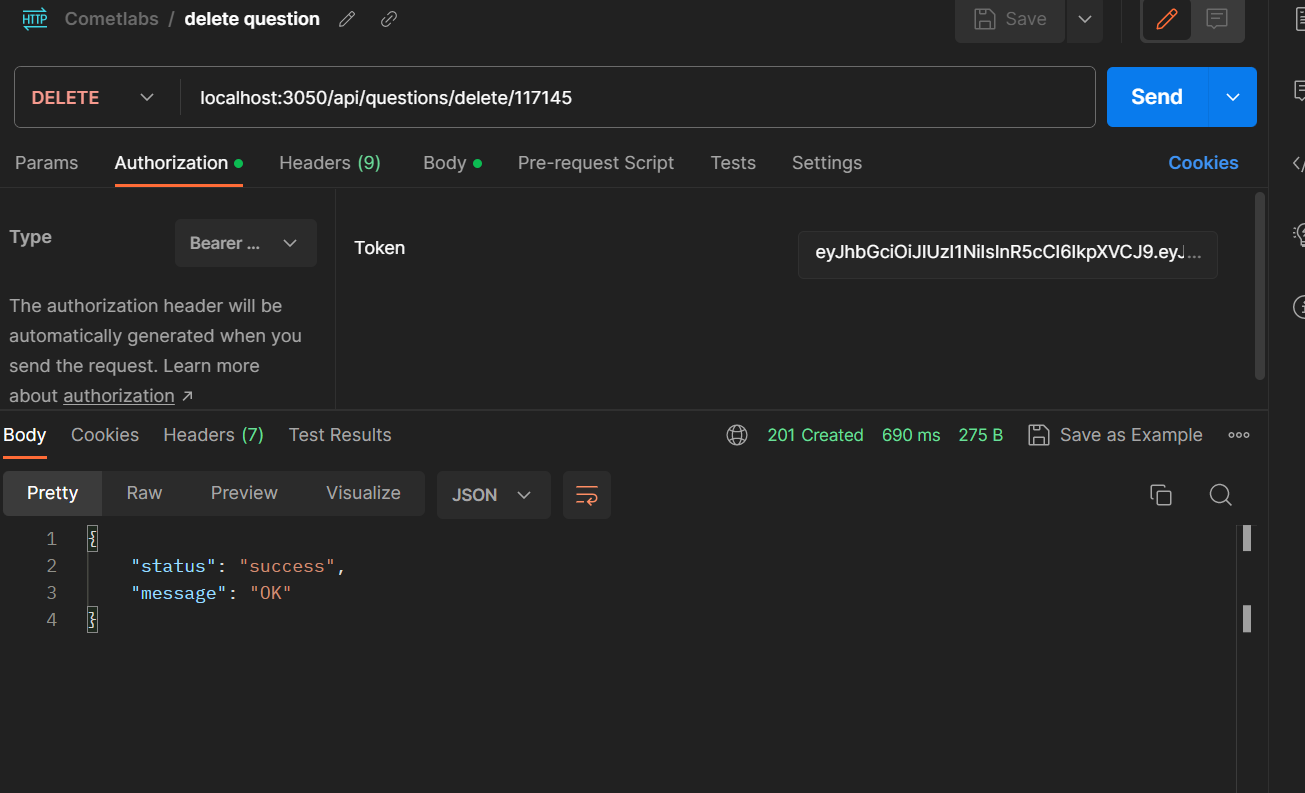 HTTP Cometlabs / delete question Save
DELETE localhost:3050/api/questions/delete/117145 Send
Params Authorization Headers (9) Body Pre-request Script Tests Settings Cookies
Type Bearer ... Token eyJhbGciOiJIUzI1NiIsInR5cCI6IkpXVCJ9.eyJ...
The authorization header will be
automatically generated when you
send the request. Learn more
about authorization ↗
Body Cookies Headers (7) Test Results 201 Created 690 ms 275 B Save as Example
Pretty Raw Preview Visualize JSON
1 {
2 "status": "success",
3 "message": "OK"
4 }